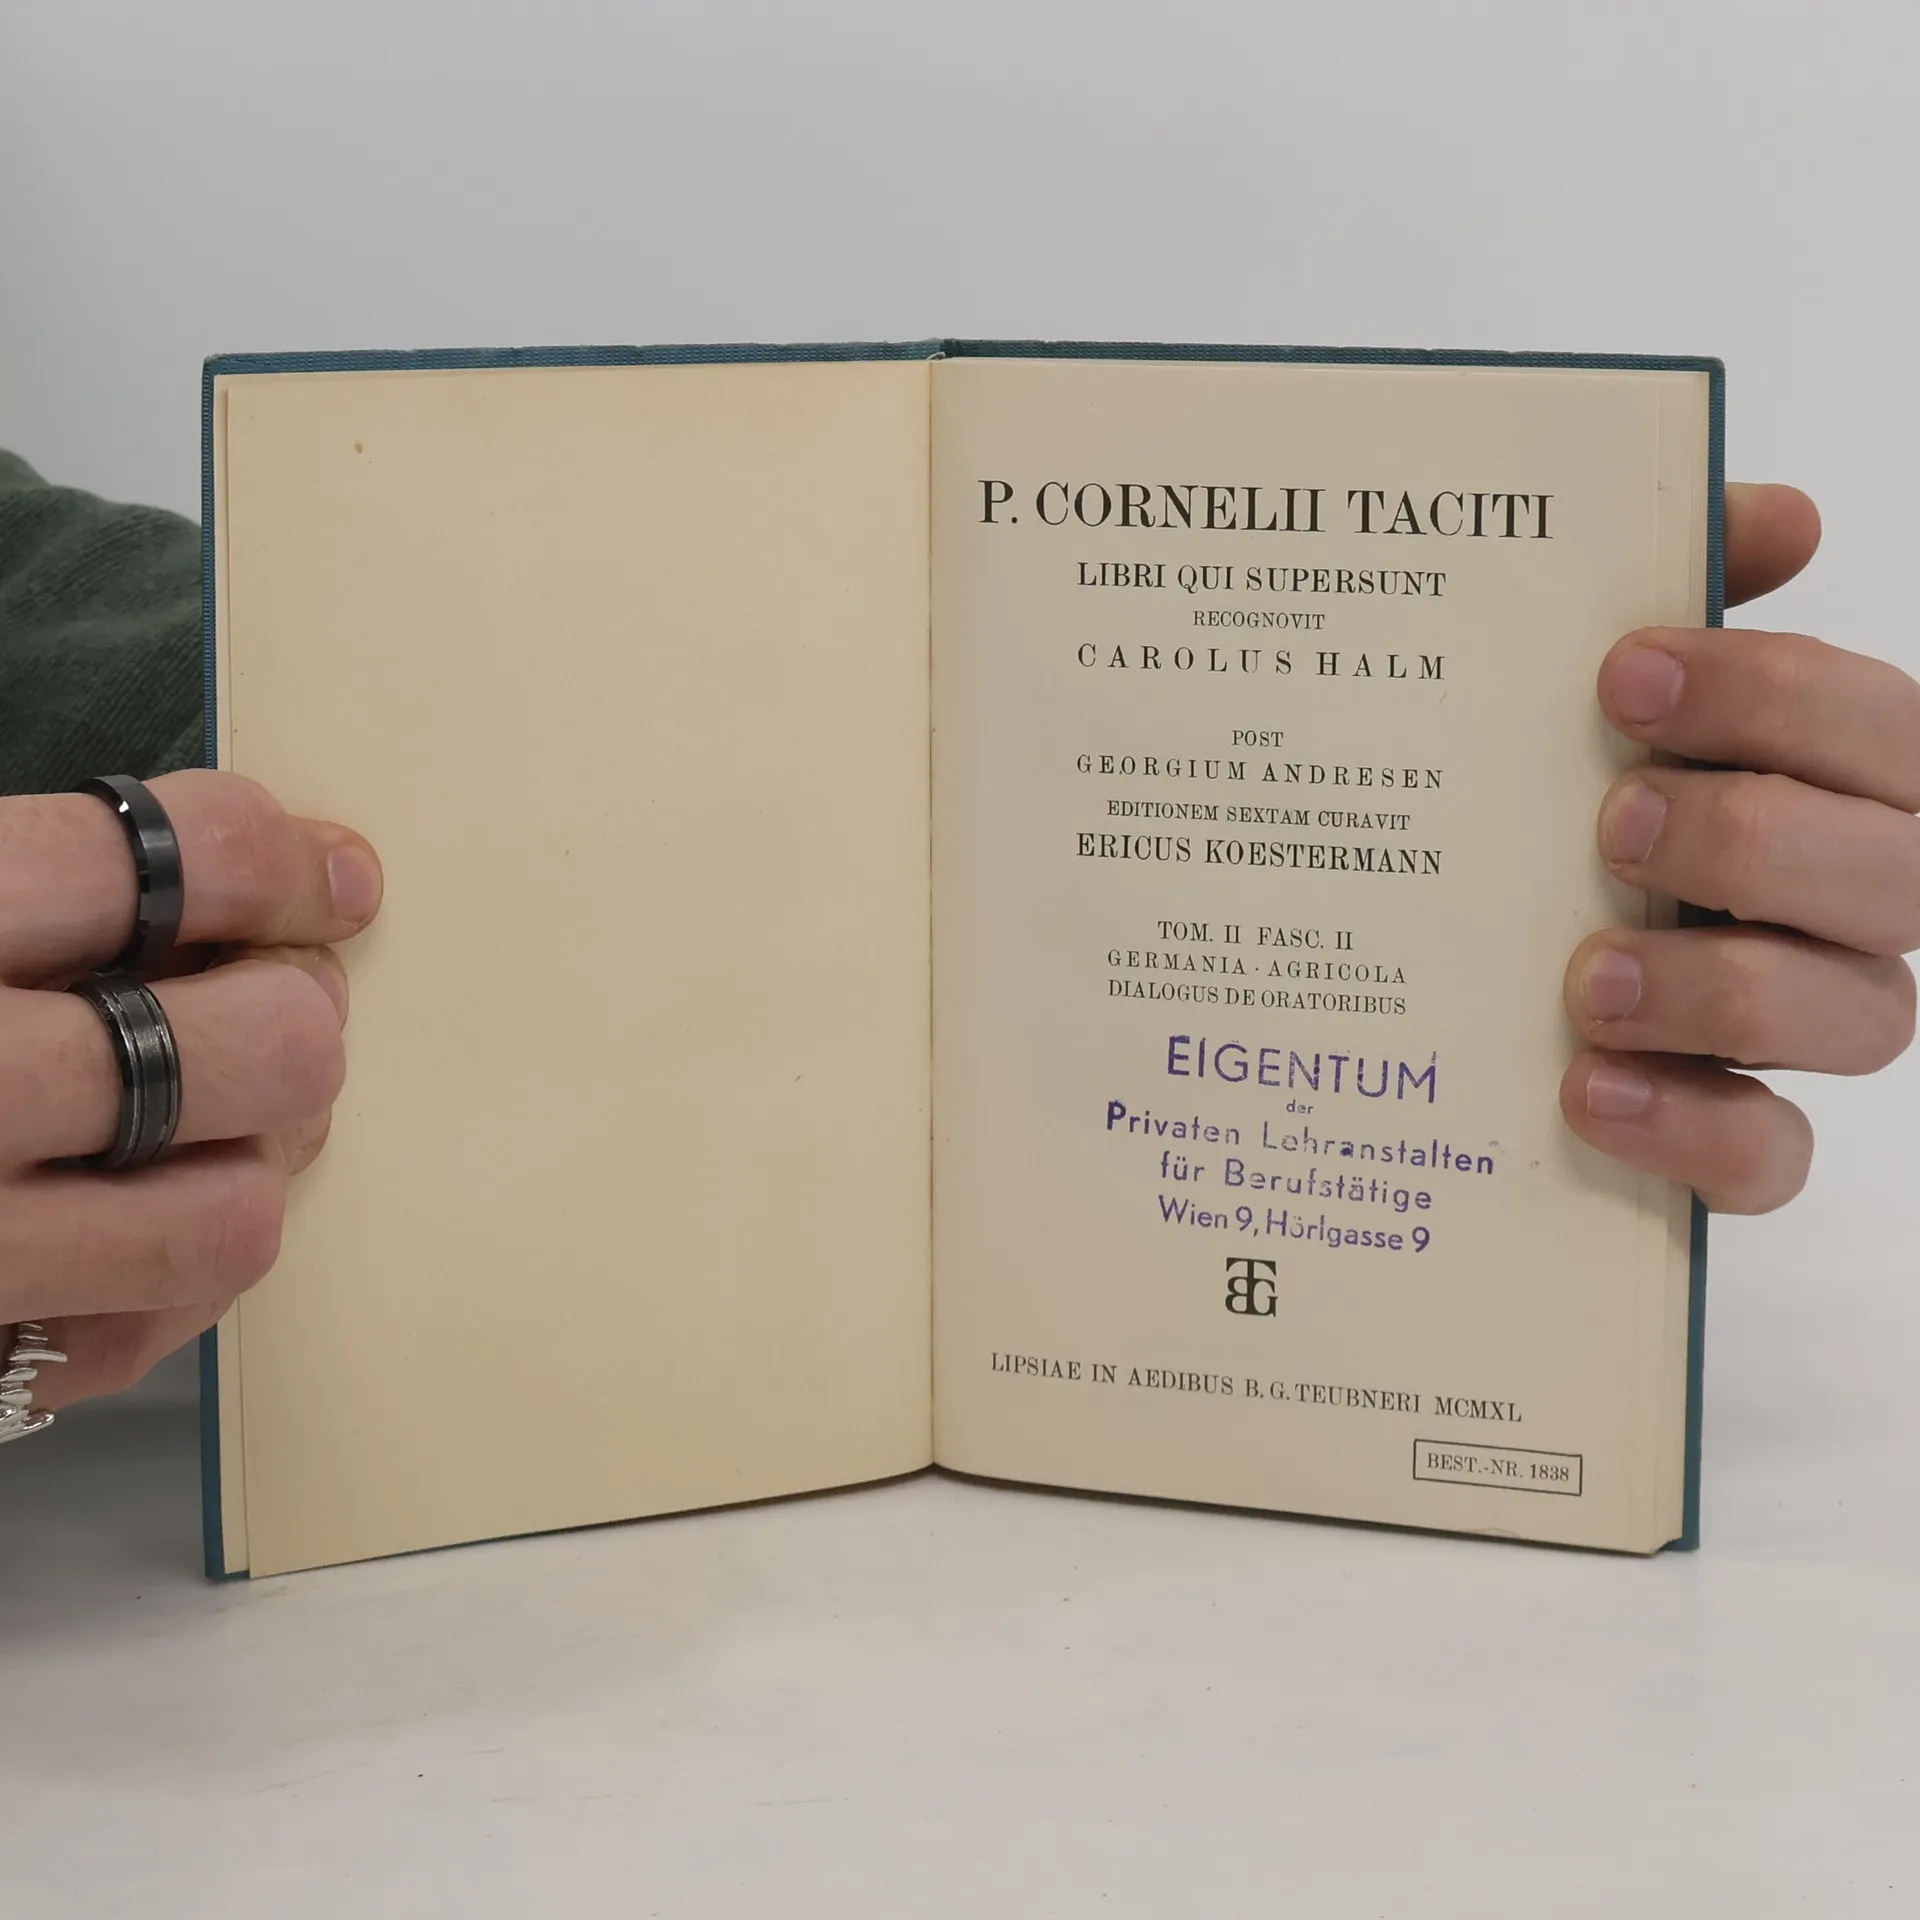 P. CORNELII TACITI
LIBRI QUI SUPERSUNT
RECOGNOVIT
CAROLUS HALM
POST
GEORGIUM ANDRESEN
EDITIONEM SEXTAM CURAVIT
ERICUS KOESTERMANN
TOM. II FASC. II
GERMANIA · AGRICOLA
DIALOGUS DE ORATORIBUS
EIGENTUM
der
Privaten Lehranstalten
für Berufstätige
Wien 9, Hörlgasse 9
BTG
LIPSIAE IN AEDIBUS B. G. TEUBNERI MCMXL
BEST.-NR. 1838